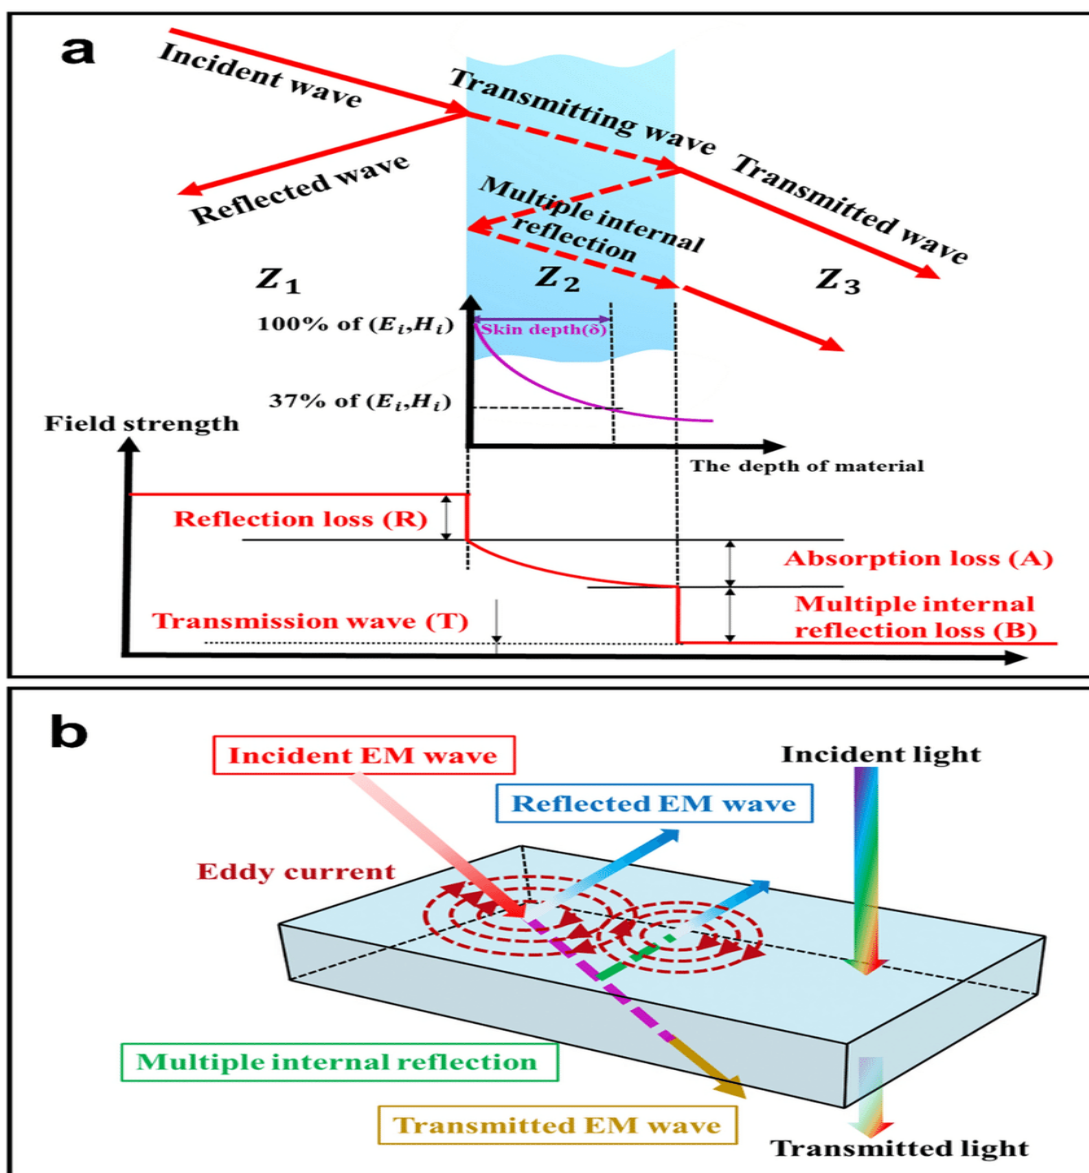 a
Incident wave
Transmitting wave
Reflected wave
Transmitted wave
Multiple internal
reflection
Z₁
Z₂
Z₃
100% of (Eᵢ,Hᵢ)
Skin depth(δ)
37% of (Eᵢ,Hᵢ)
Field strength
The depth of material
Reflection loss (R)
Absorption loss (A)
Transmission wave (T)
Multiple internal
reflection loss (B)
b
Incident EM wave
Incident light
Reflected EM wave
Eddy current
Multiple internal reflection
Transmitted EM wave
Transmitted light